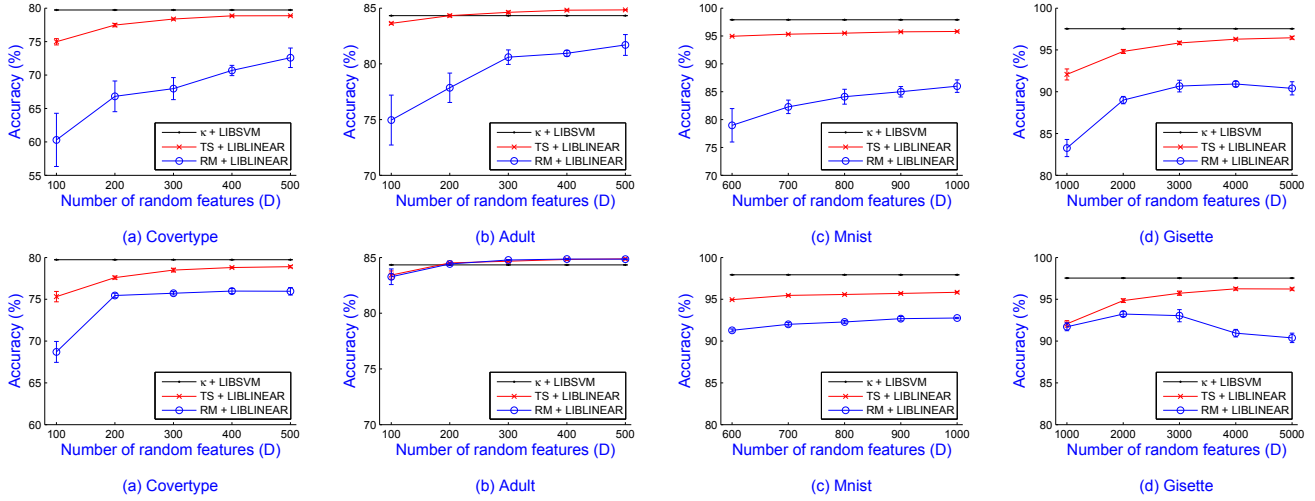 Accuracy (%)
80
75
70
65
60
55
100 200 300 400 500
κ + LIBSVM
TS + LIBLINEAR
RM + LIBLINEAR
Number of random features (D)
(a) Covertype
Accuracy (%)
85
80
75
70
100 200 300 400 500
κ + LIBSVM
TS + LIBLINEAR
RM + LIBLINEAR
Number of random features (D)
(b) Adult
Accuracy (%)
100
95
90
85
80
75
70
600 700 800 900 1000
κ + LIBSVM
TS + LIBLINEAR
RM + LIBLINEAR
Number of random features (D)
(c) Mnist
Accuracy (%)
100
95
90
85
80
1000 2000 3000 4000 5000
κ + LIBSVM
TS + LIBLINEAR
RM + LIBLINEAR
Number of random features (D)
(d) Gisette
Accuracy (%)
80
75
70
65
60
100 200 300 400 500
κ + LIBSVM
TS + LIBLINEAR
RM + LIBLINEAR
Number of random features (D)
(a) Covertype
Accuracy (%)
85
80
75
70
100 200 300 400 500
κ + LIBSVM
TS + LIBLINEAR
RM + LIBLINEAR
Number of random features (D)
(b) Adult
Accuracy (%)
100
95
90
85
80
600 700 800 900 1000
κ + LIBSVM
TS + LIBLINEAR
RM + LIBLINEAR
Number of random features (D)
(c) Mnist
Accuracy (%)
100
95
90
85
80
1000 2000 3000 4000 5000
κ + LIBSVM
TS + LIBLINEAR
RM + LIBLINEAR
Number of random features (D)
(d) Gisette